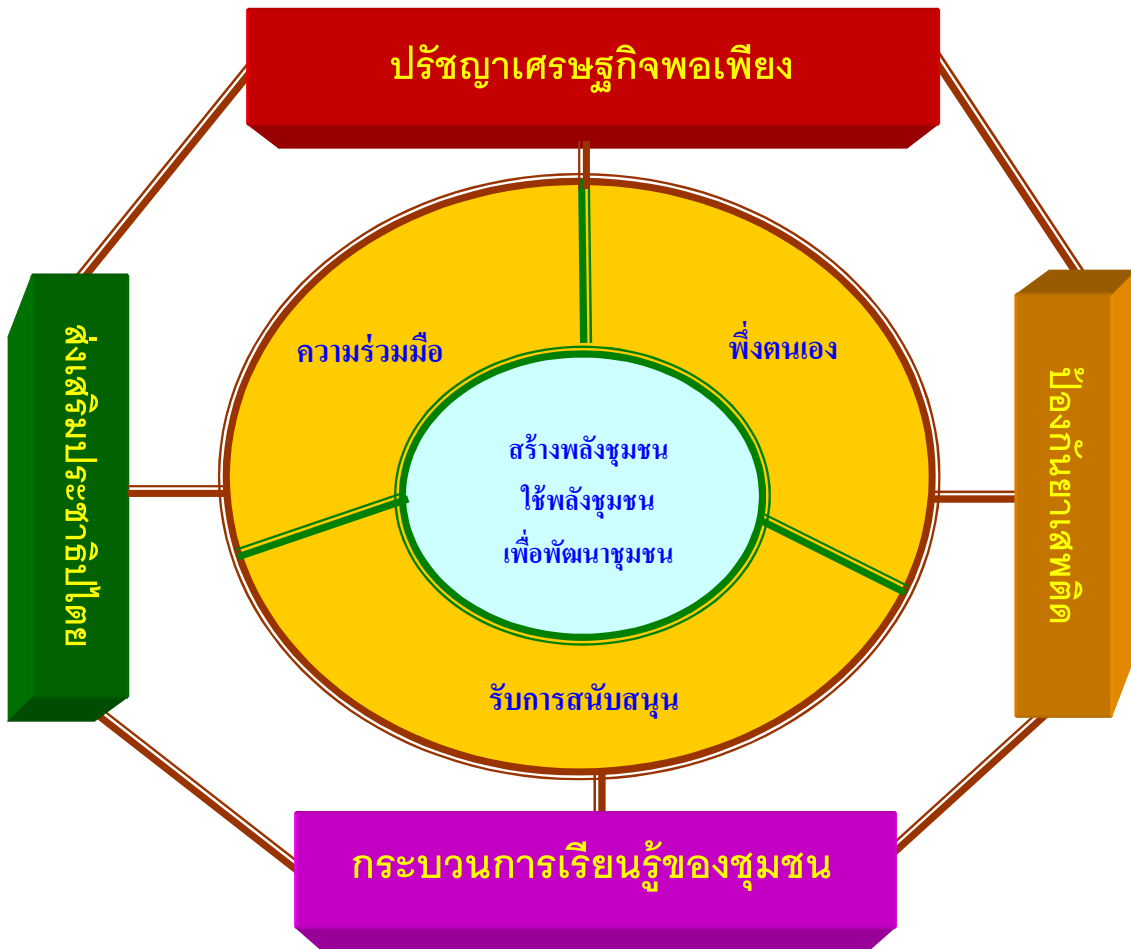 ปรัชญาเศรษฐกิจพอเพียง
ส่งเสริมประชาธิปไตย
ความร่วมมือ
พึ่งตนเอง
ป้องกันยาเสพติด
สร้างพลังชุมชน
ใช้พลังชุมชน
เพื่อพัฒนาชุมชน
รับการสนับสนุน
กระบวนการเรียนรู้ของชุมชน